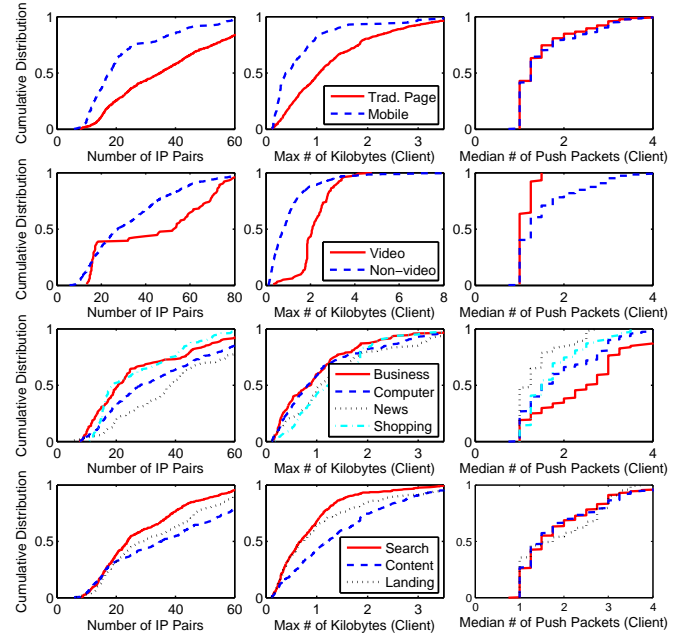 Cumulative Distribution
1
0.5
0
0 20 40 60
Number of IP Pairs
1
0.5
0
0 1 2 3
Max # of Kilobytes (Client)
Trad. Page
Mobile
1
0.5
0
0 2 4
Median # of Push Packets (Client)
Cumulative Distribution
1
0.5
0
0 20 40 60 80
Number of IP Pairs
1
0.5
0
0 2 4 6 8
Max # of Kilobytes (Client)
Video
Non-video
1
0.5
0
0 2 4
Median # of Push Packets (Client)
Cumulative Distribution
1
0.5
0
0 20 40 60
Number of IP Pairs
1
0.5
0
0 1 2 3
Max # of Kilobytes (Client)
Business
Computer
News
Shopping
1
0.5
0
0 2 4
Median # of Push Packets (Client)
Cumulative Distribution
1
0.5
0
0 20 40 60
Number of IP Pairs
1
0.5
0
0 1 2 3
Max # of Kilobytes (Client)
Search
Content
Landing
1
0.5
0
0 1 2 3 4
Median # of Push Packets (Client)